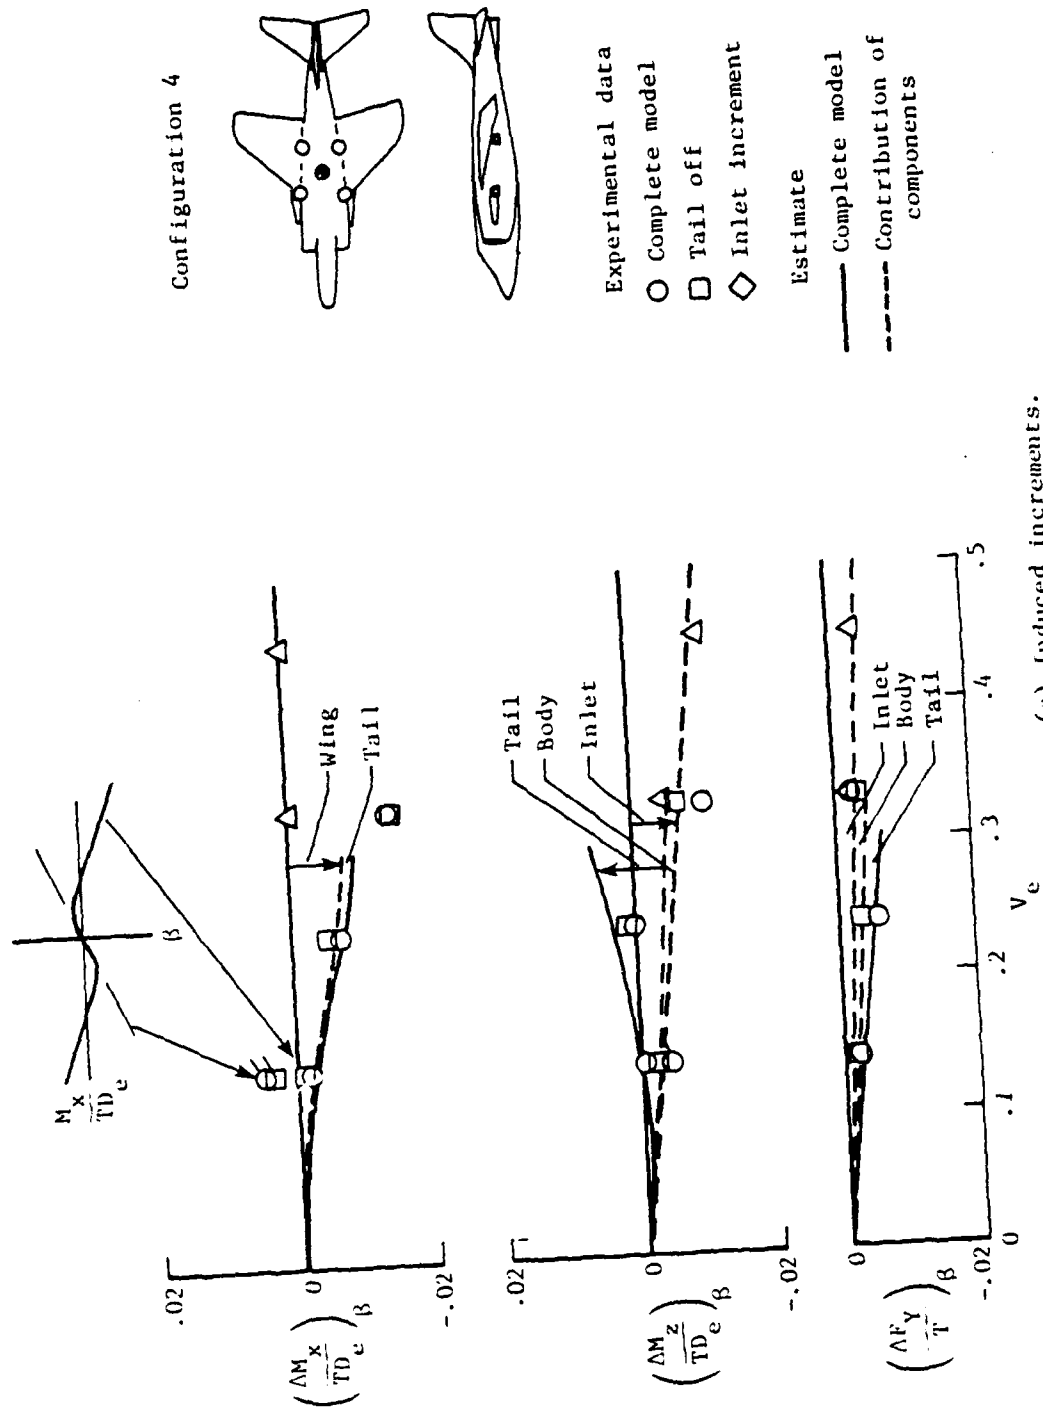 Configuration 4
Experimental data
Complete model
Tail off
Inlet increment
Estimate
Complete model
Contribution of
components
M_x
TD_e
β
.02
0
-.02
(ΔM_x / TD_e)_β
Wing
Tail
.02
0
-.02
(ΔM_z / TD_e)_β
Tail
Body
Inlet
0
-.02
(ΔF_Y / T)_β
Inlet
Body
Tail
0
.1
.2
.3
.4
.5
V_e
Induced increments.